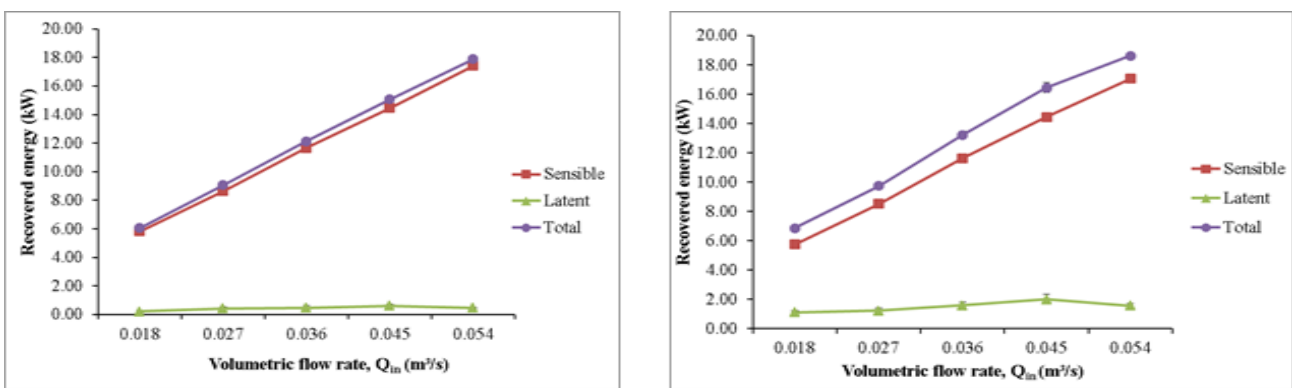 20.00
18.00
16.00
14.00
12.00
10.00
8.00
6.00
4.00
2.00
0.00
Recovered energy (kW)
0.018 0.027 0.036 0.045 0.054
Volumetric flow rate, Qin (m³/s)
Sensible
Latent
Total
20.00
18.00
16.00
14.00
12.00
10.00
8.00
6.00
4.00
2.00
0.00
Recovered energy (kW)
0.018 0.027 0.036 0.045 0.054
Volumetric flow rate, Qin (m³/s)
Sensible
Latent
Total